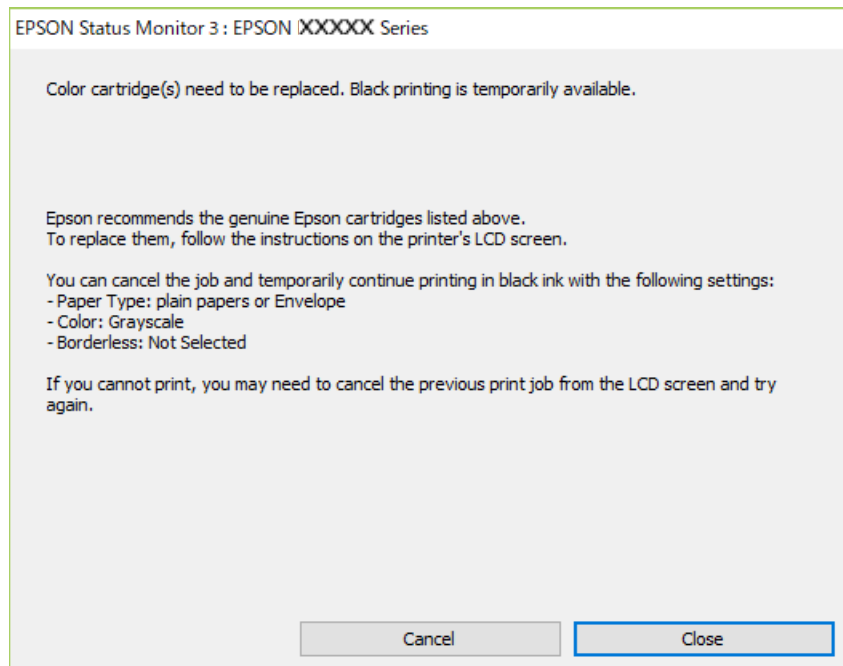 EPSON Status Monitor 3 : EPSON XXXXX Series
Color cartridge(s) need to be replaced. Black printing is temporarily available.
Epson recommends the genuine Epson cartridges listed above.
To replace them, follow the instructions on the printer's LCD screen.
You can cancel the job and temporarily continue printing in black ink with the following settings:
- Paper Type: plain papers or Envelope
- Color: Grayscale
- Borderless: Not Selected
If you cannot print, you may need to cancel the previous print job from the LCD screen and try
again.
Cancel
Close